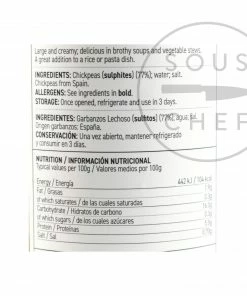 Large and creamy, delicious in brothy soups and vegetable stews.
A great addition to a rice or pasta dish.
INGREDIENTS: Chickpeas (sulphites) (77%); water, salt.
Chickpeas from Spain.
ALLERGENS: See ingredients in bold.
STORAGE: Once opened, refrigerate and use in 3 days.
INGREDIENTES: Garbanzos Lechoso (sulfitos) (77%), agua, sal.
origen garbanzos: España.
CONSERVACIÓN: Una vez abierto, mantener refrigerado
y consumir en 3 días.
NUTRITION / INFORMACIÓN NUTRICIONAL
Typical values per 100g / Valores medios por 100g
Energy / Energía 442 kJ / 104 kcal
Fat / Grasas
of which saturates / de las cuales saturadas
Carbohydrate / Hidratos de carbono
of which sugars / de los cuales azúcares
Protein / Proteínas
Salt / Sal
SOUS
CHEF